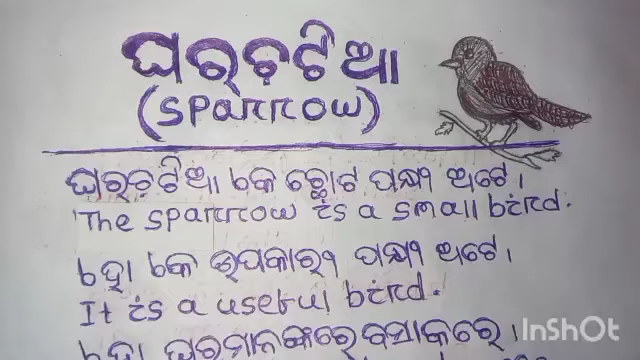 ଘରଚଟିଆ
(Sparrow)
ଘରଚଟିଆ ଏକ ଛୋଟ ପକ୍ଷୀ ଅଟେ।
The sparrow is a small bird.
ଏହା ଏକ ଉପକାରୀ ପକ୍ଷୀ ଅଟେ।
It is a useful bird.
ଏହା ଘରମାନଙ୍କରେ ବସାକରେ।
InShOt